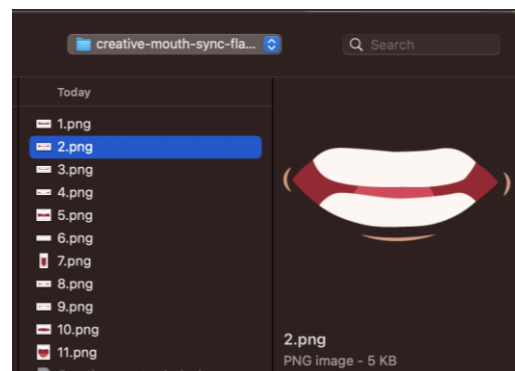 creative-mouth-sync-fla...
Search
Today
1.png
2.png
3.png
4.png
5.png
6.png
7.png
8.png
9.png
10.png
11.png
2.png
PNG image - 5 KB